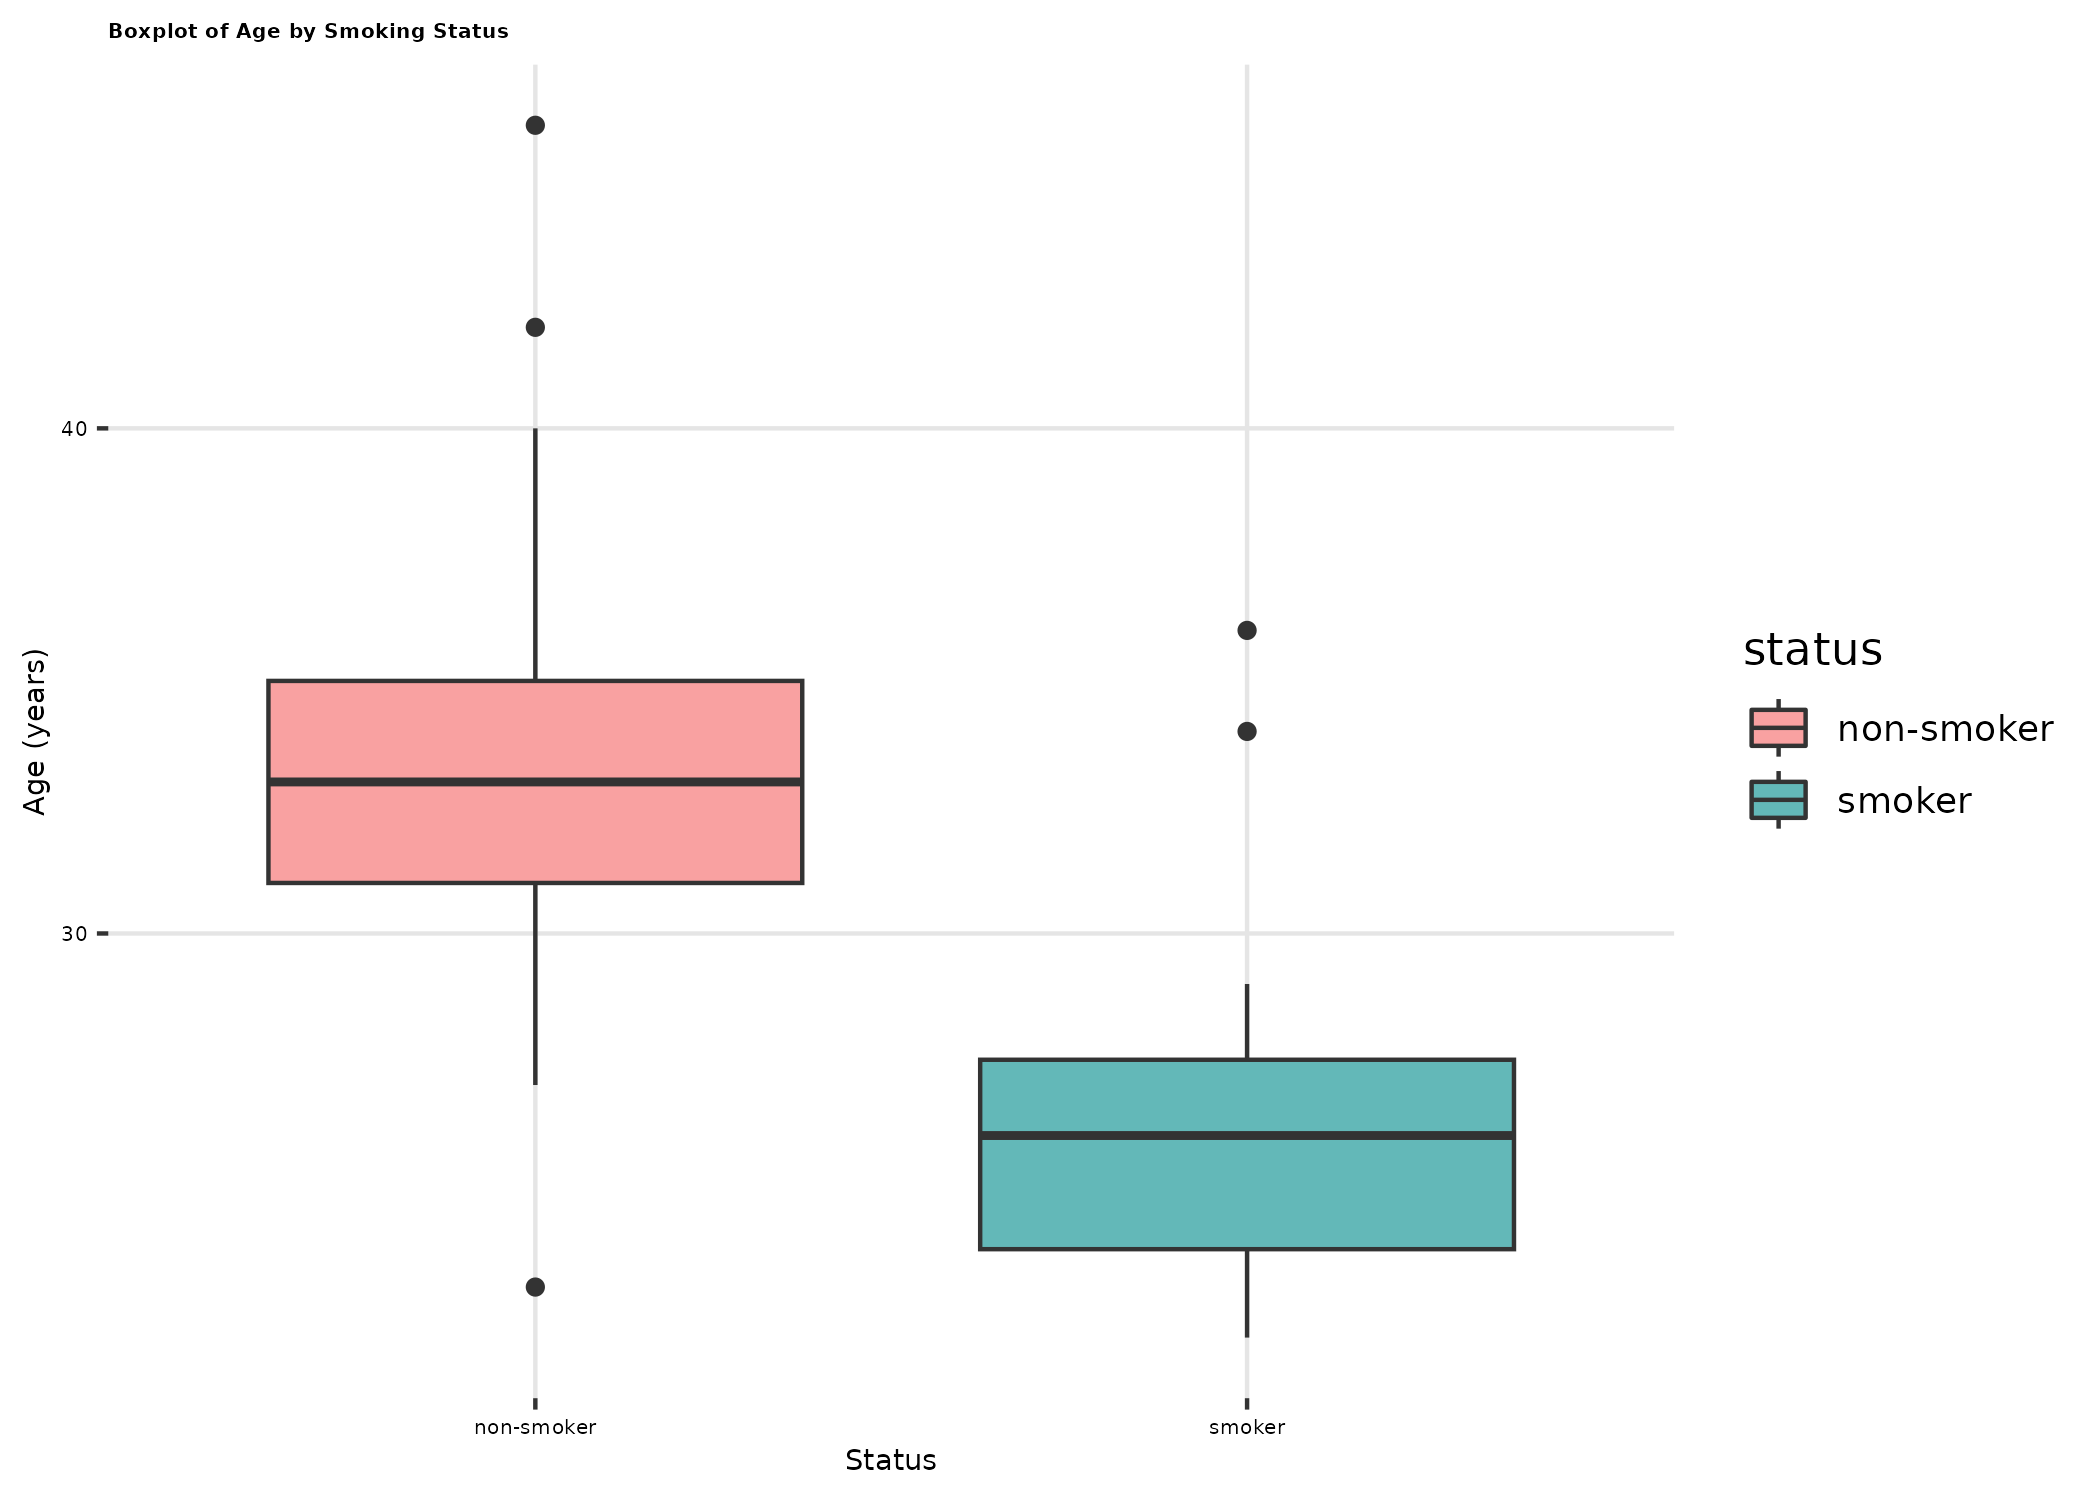 Boxplot of Age by Smoking Status
Age (years)
40
30
non-smoker
smoker
Status
status
non-smoker
smoker